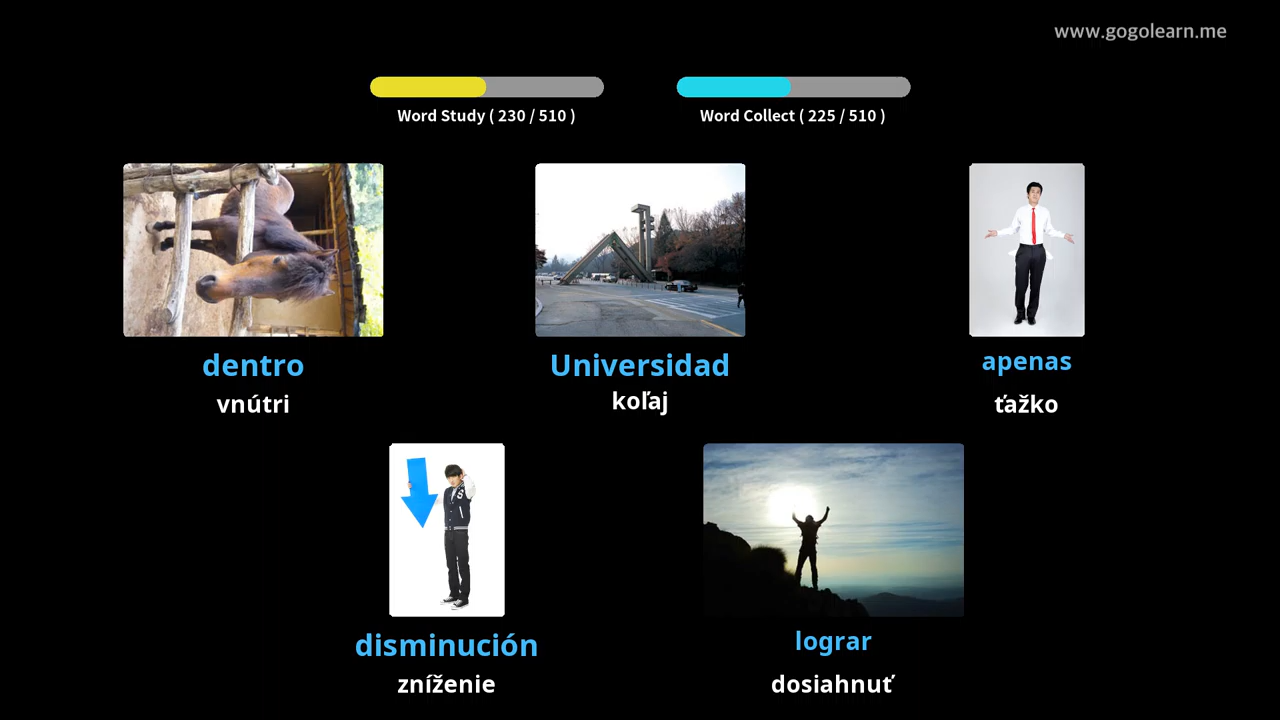 www.gogolearn.me
Word Study ( 230 / 510 )
Word Collect ( 225 / 510 )
dentro
vnútri
Universidad
koľaj
apenas
ťažko
disminución
zníženie
lograr
dosiahnuť